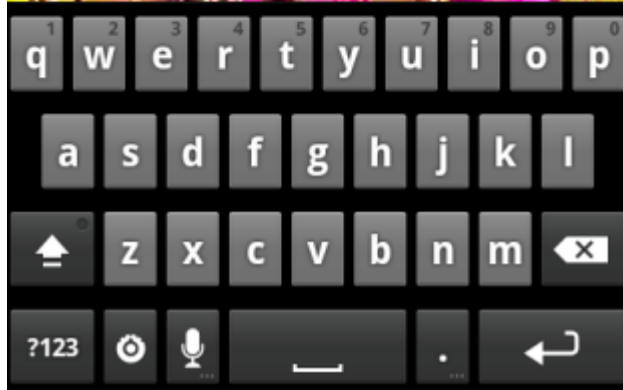 1 2 3 4 5 6 7 8 9 0
q w e r t y u i o p
a s d f g h j k l
z x c v b n m
?123 . ...